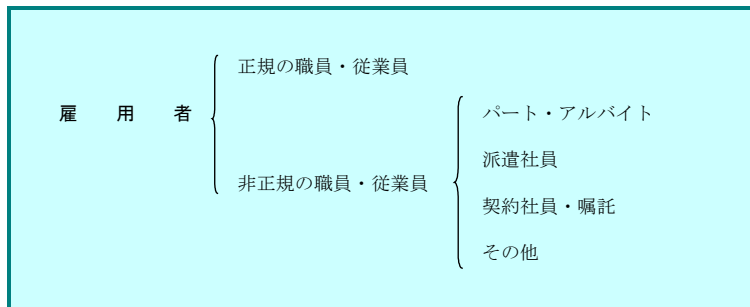 正規の職員・従業員
雇用者
パート・アルバイト
派遣社員
非正規の職員・従業員
契約社員・嘱託
その他